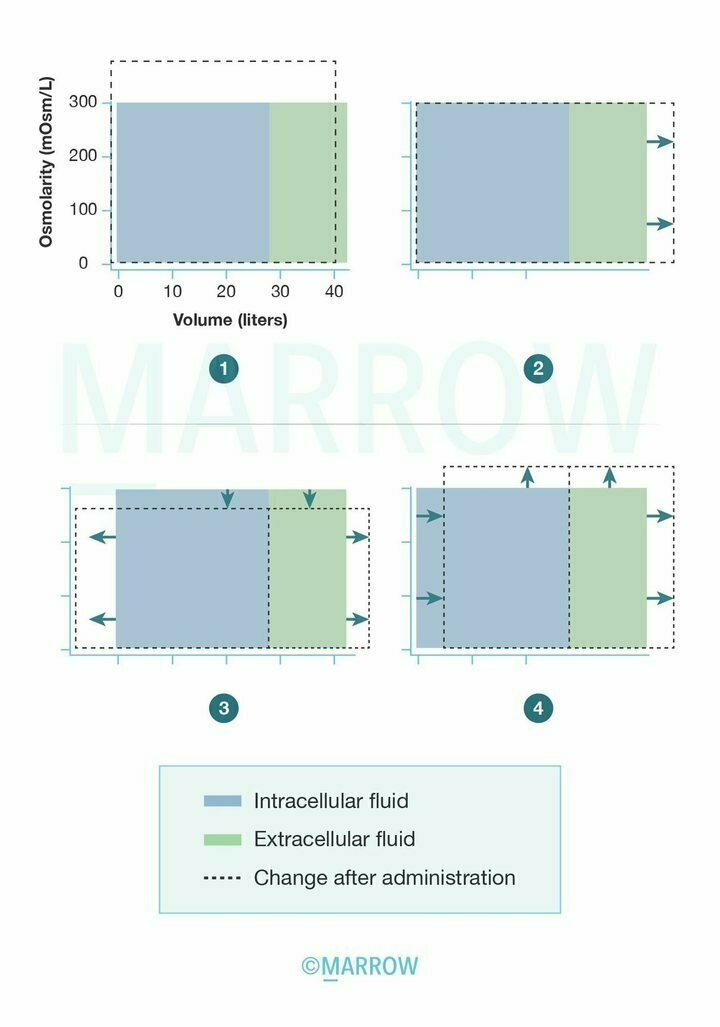 Osmolarity (mOsm/L)
300
200
100
0
0 10 20 30 40
Volume (liters)
1
2
MARROW
3
4
Intracellular fluid
Extracellular fluid
Change after administration
©MARROW